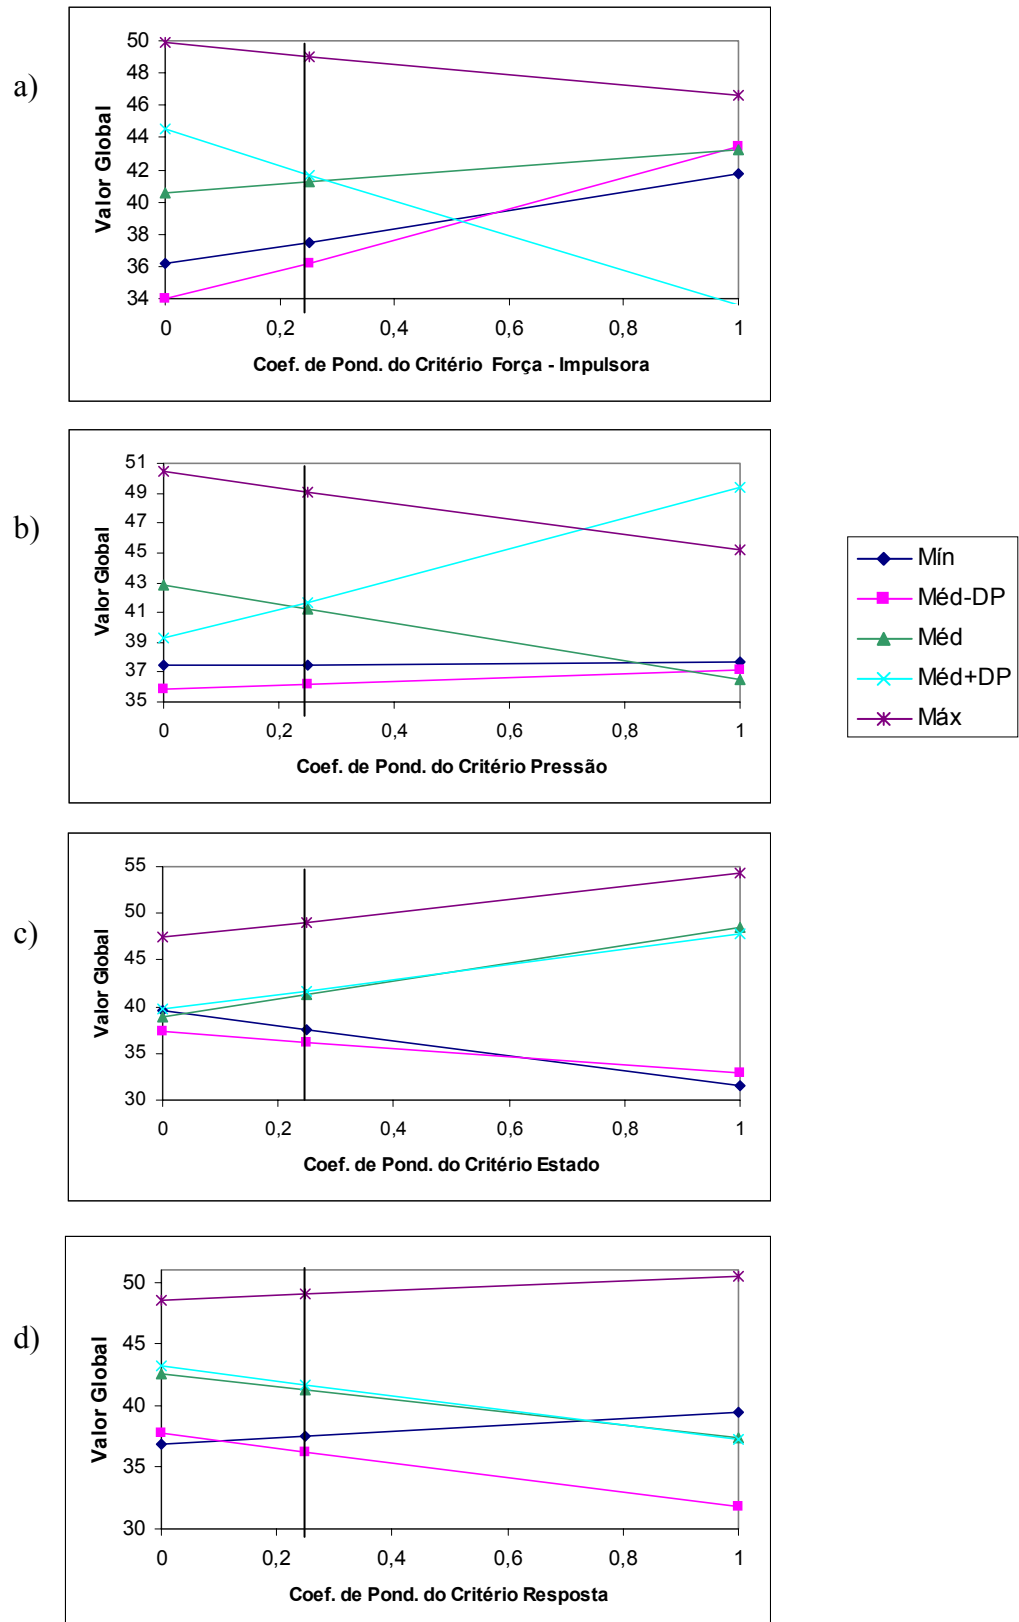 a)
Valor Global
50
48
46
44
42
40
38
36
34
0 0,2 0,4 0,6 0,8 1
Coef. de Pond. do Critério Força - Impulsora
b)
Valor Global
51
49
47
45
43
41
39
37
35
0 0,2 0,4 0,6 0,8 1
Coef. de Pond. do Critério Pressão
Mín
Méd-DP
Méd
Méd+DP
Máx
c)
Valor Global
55
50
45
40
35
30
0 0,2 0,4 0,6 0,8 1
Coef. de Pond. do Critério Estado
d)
Valor Global
50
45
40
35
30
0 0,2 0,4 0,6 0,8 1
Coef. de Pond. do Critério Resposta